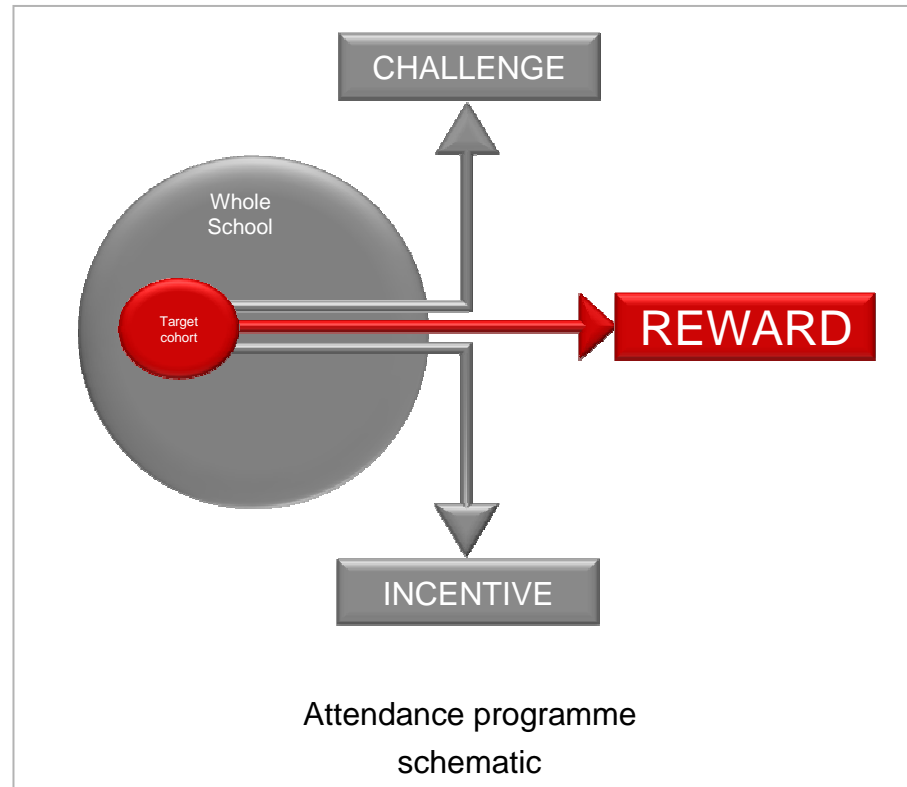 CHALLENGE
Whole
School
Target
cohort
REWARD
INCENTIVE
Attendance programme
schematic